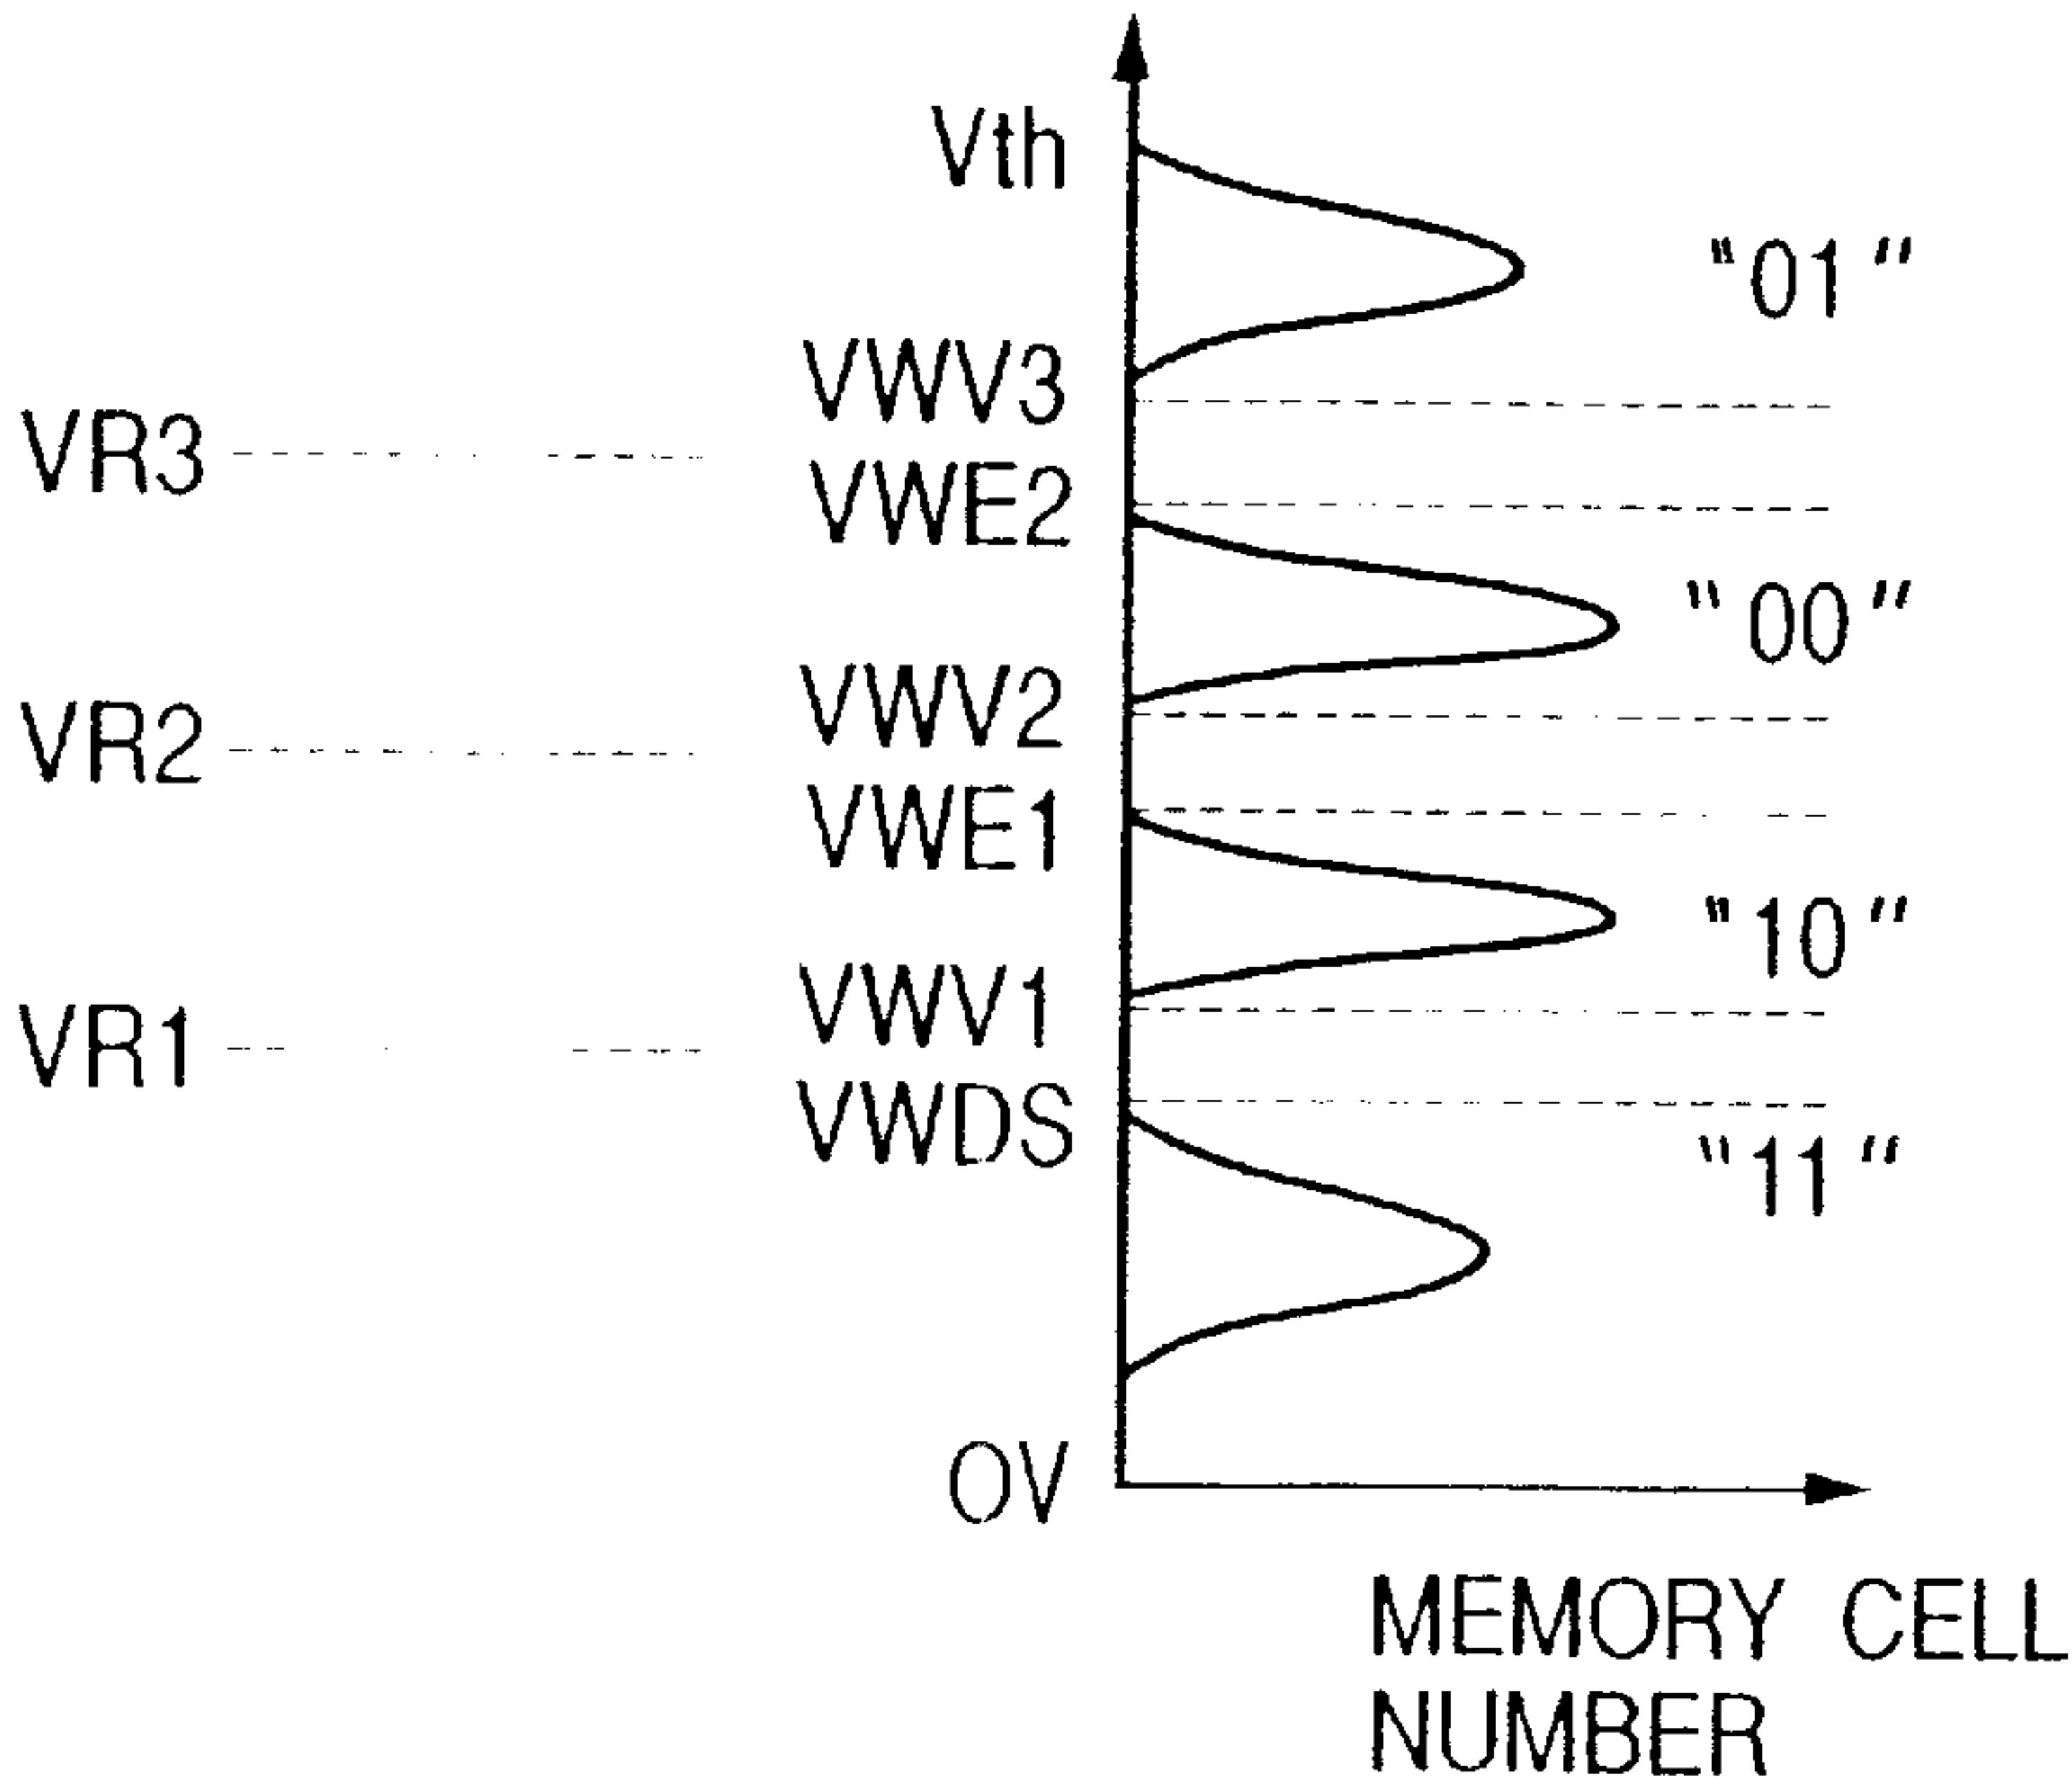 Vth
"01"
VWV3
VR3
VWE2
"00"
VWV2
VR2
VWE1
"10"
VWV1
VR1
VWDS
"11"
0V
MEMORY CELL
NUMBER